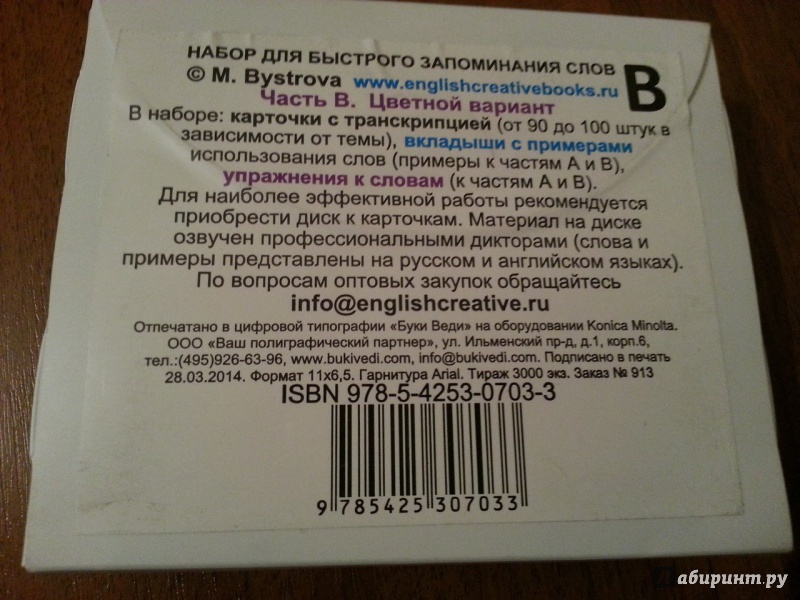 НАБОР ДЛЯ БЫСТРОГО ЗАПОМИНАНИЯ СЛОВ
© M. Bystrova www.englishcreativebooks.ru
B
Часть B. Цветной вариант
В наборе: карточки с транскрипцией (от 90 до 100 штук в
зависимости от темы), вкладыши с примерами
использования слов (примеры к частям А и В),
упражнения к словам (к частям А и В).
Для наиболее эффективной работы рекомендуется
приобрести диск к карточкам. Материал на диске
озвучен профессиональными дикторами (слова и
примеры представлены на русском и английском языках).
По вопросам оптовых закупок обращайтесь
info@englishcreative.ru
Отпечатано в цифровой типографии «Буки Веди» на оборудовании Konica Minolta.
ООО «Ваш полиграфический партнер», ул. Ильменский пр-д, д.1, корп.6,
тел.:(495)926-63-96, www.bukivedi.com, info@bukivedi.com. Подписано в печать
28.03.2014. Формат 11х6,5. Гарнитура Arial. Тираж 3000 экз. Заказ № 913
ISBN 978-5-4253-0703-3
9 785425 307033
Лабиринт.ру